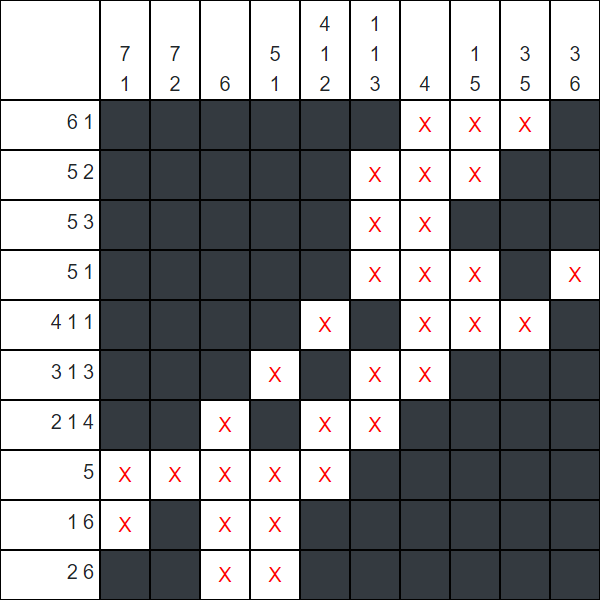 4 1
7 7 5 1 1 1 3 3
1 2 6 1 2 3 4 5 5 6
6 1 X X X
5 2 X X X
5 3 X X
5 1 X X X X
4 1 1 X X X X
3 1 3 X X X
2 1 4 X X X
5 X X X X X
1 6 X X X
2 6 X X